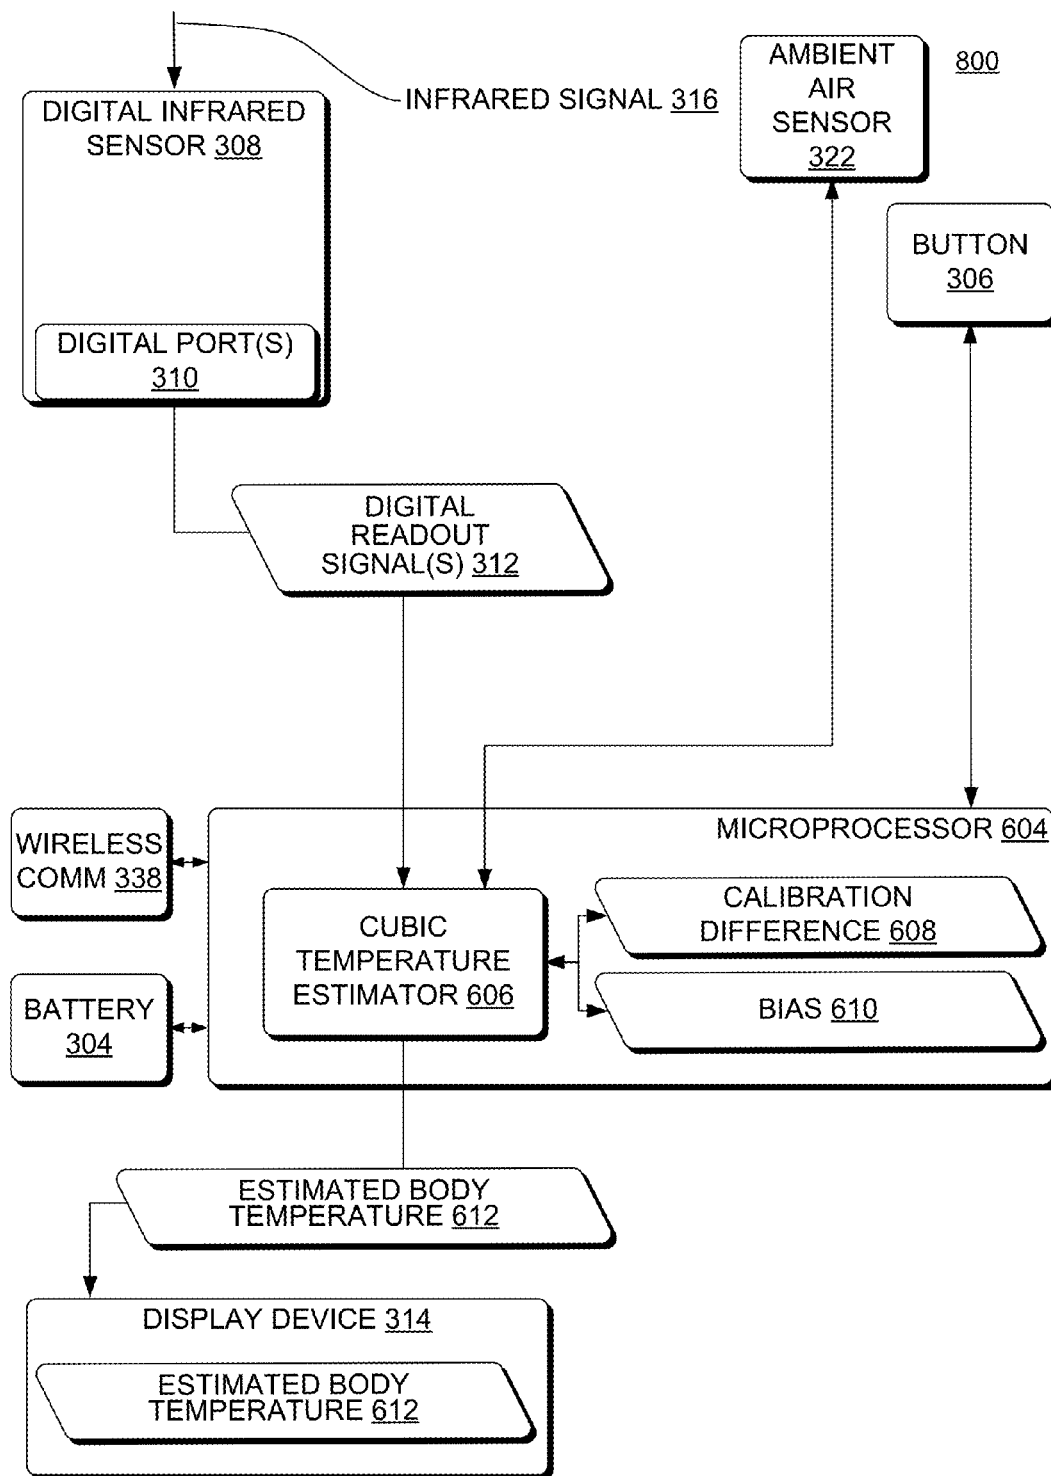 INFRARED SIGNAL 316
AMBIENT
AIR
SENSOR
322
800
DIGITAL INFRARED
SENSOR 308
BUTTON
306
DIGITAL PORT(S)
310
DIGITAL
READOUT
SIGNAL(S) 312
MICROPROCESSOR 604
WIRELESS
COMM 338
CUBIC
TEMPERATURE
ESTIMATOR 606
CALIBRATION
DIFFERENCE 608
BIAS 610
BATTERY
304
ESTIMATED BODY
TEMPERATURE 612
DISPLAY DEVICE 314
ESTIMATED BODY
TEMPERATURE 612